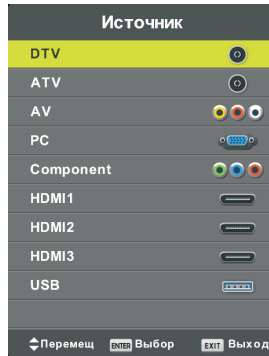 Источник
DTV
ATV
AV
PC
Component
HDMI1
HDMI2
HDMI3
USB
Перемещ ENTER Выбор EXIT Выход